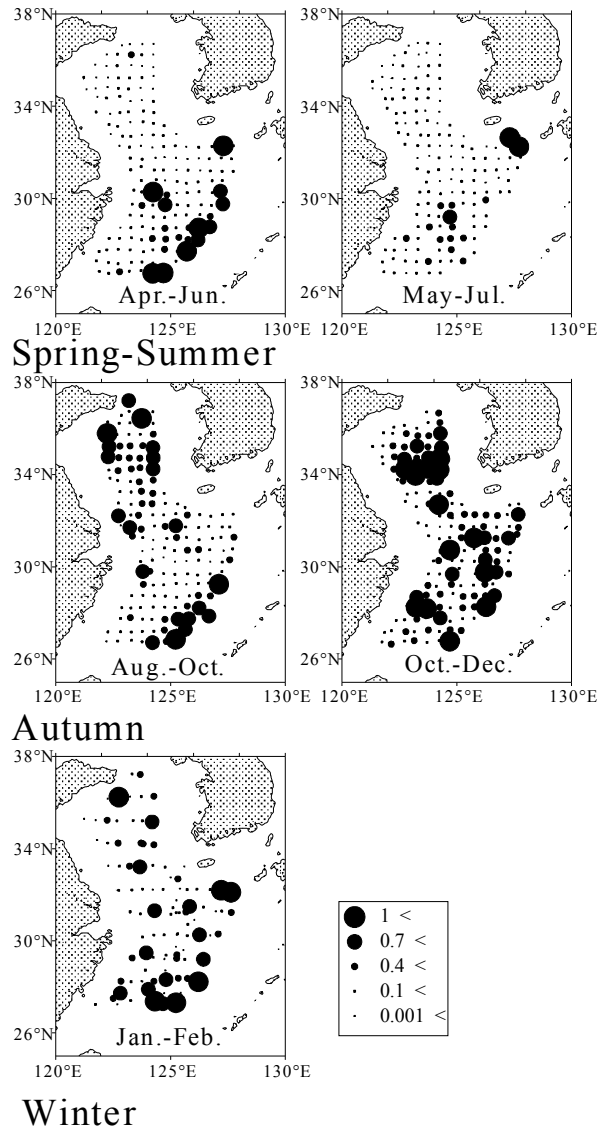 38°N
34°N
30°N
26°N
120°E 125°E 130°E
Apr.-Jun.
38°N
34°N
30°N
26°N
120°E 125°E 130°E
May-Jul.
Spring-Summer
38°N
34°N
30°N
26°N
120°E 125°E 130°E
Aug.-Oct.
38°N
34°N
30°N
26°N
120°E 125°E 130°E
Oct.-Dec.
Autumn
38°N
34°N
30°N
26°N
120°E 125°E 130°E
Jan.-Feb.
1 <
0.7 <
0.4 <
0.1 <
0.001 <
Winter